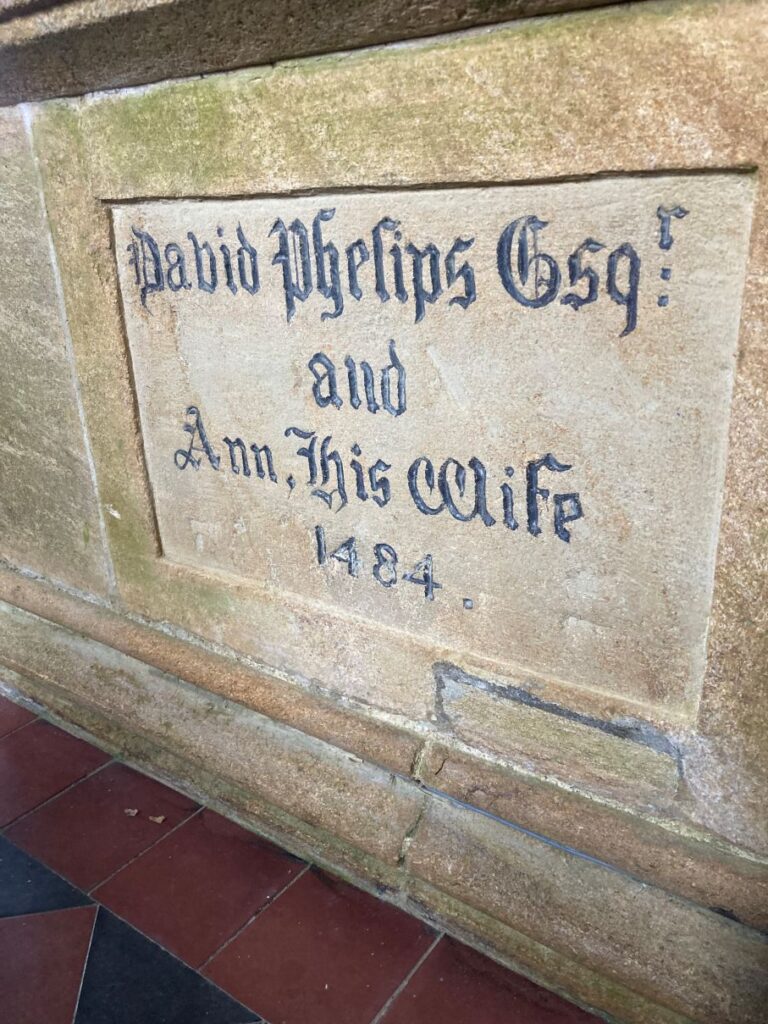 David Phelips Esqr:
and
Ann, His Wife
1484.